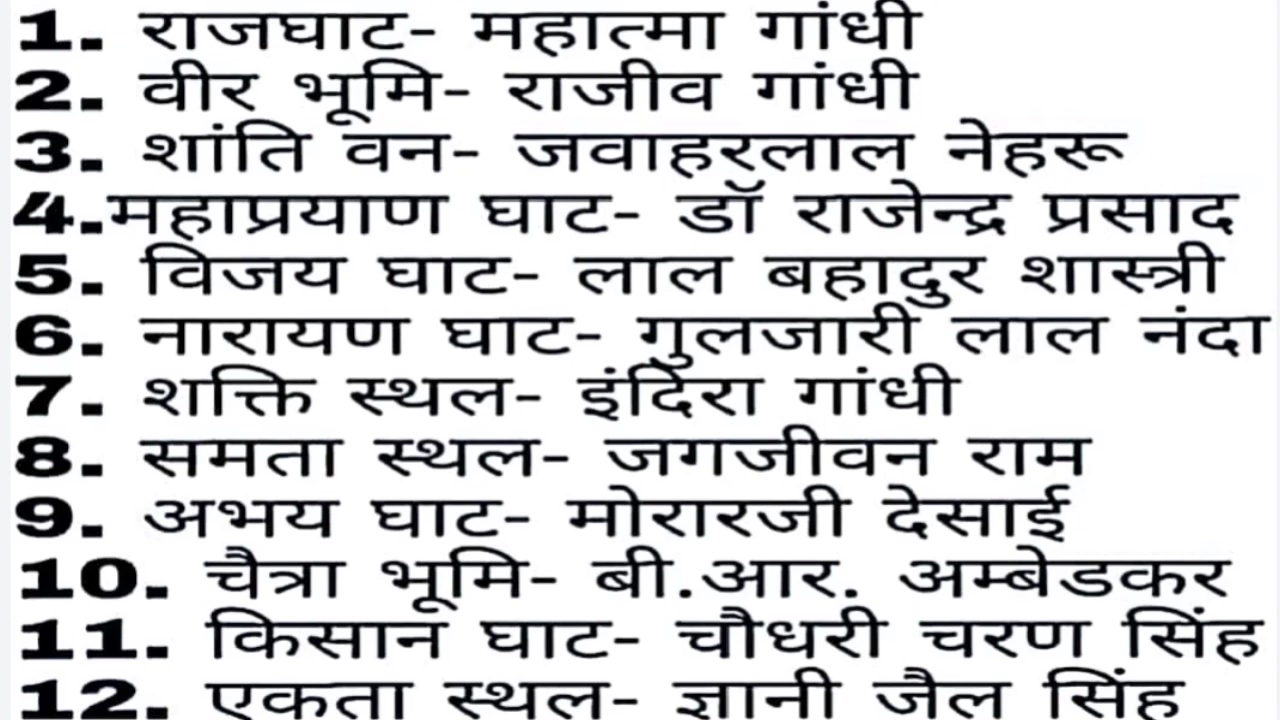 1. राजघाट- महात्मा गांधी
2. वीर भूमि- राजीव गांधी
3. शांति वन- जवाहरलाल नेहरू
4.महाप्रयाण घाट- डॉ राजेन्द्र प्रसाद
5. विजय घाट- लाल बहादुर शास्त्री
6. नारायण घाट- गुलजारी लाल नंदा
7. शक्ति स्थल- इंदिरा गांधी
8. समता स्थल- जगजीवन राम
9. अभय घाट- मोरारजी देसाई
10. चैत्रा भूमि- बी.आर. अम्बेडकर
11. किसान घाट- चौधरी चरण सिंह
12. एकता स्थल- ज्ञानी जैल सिंह